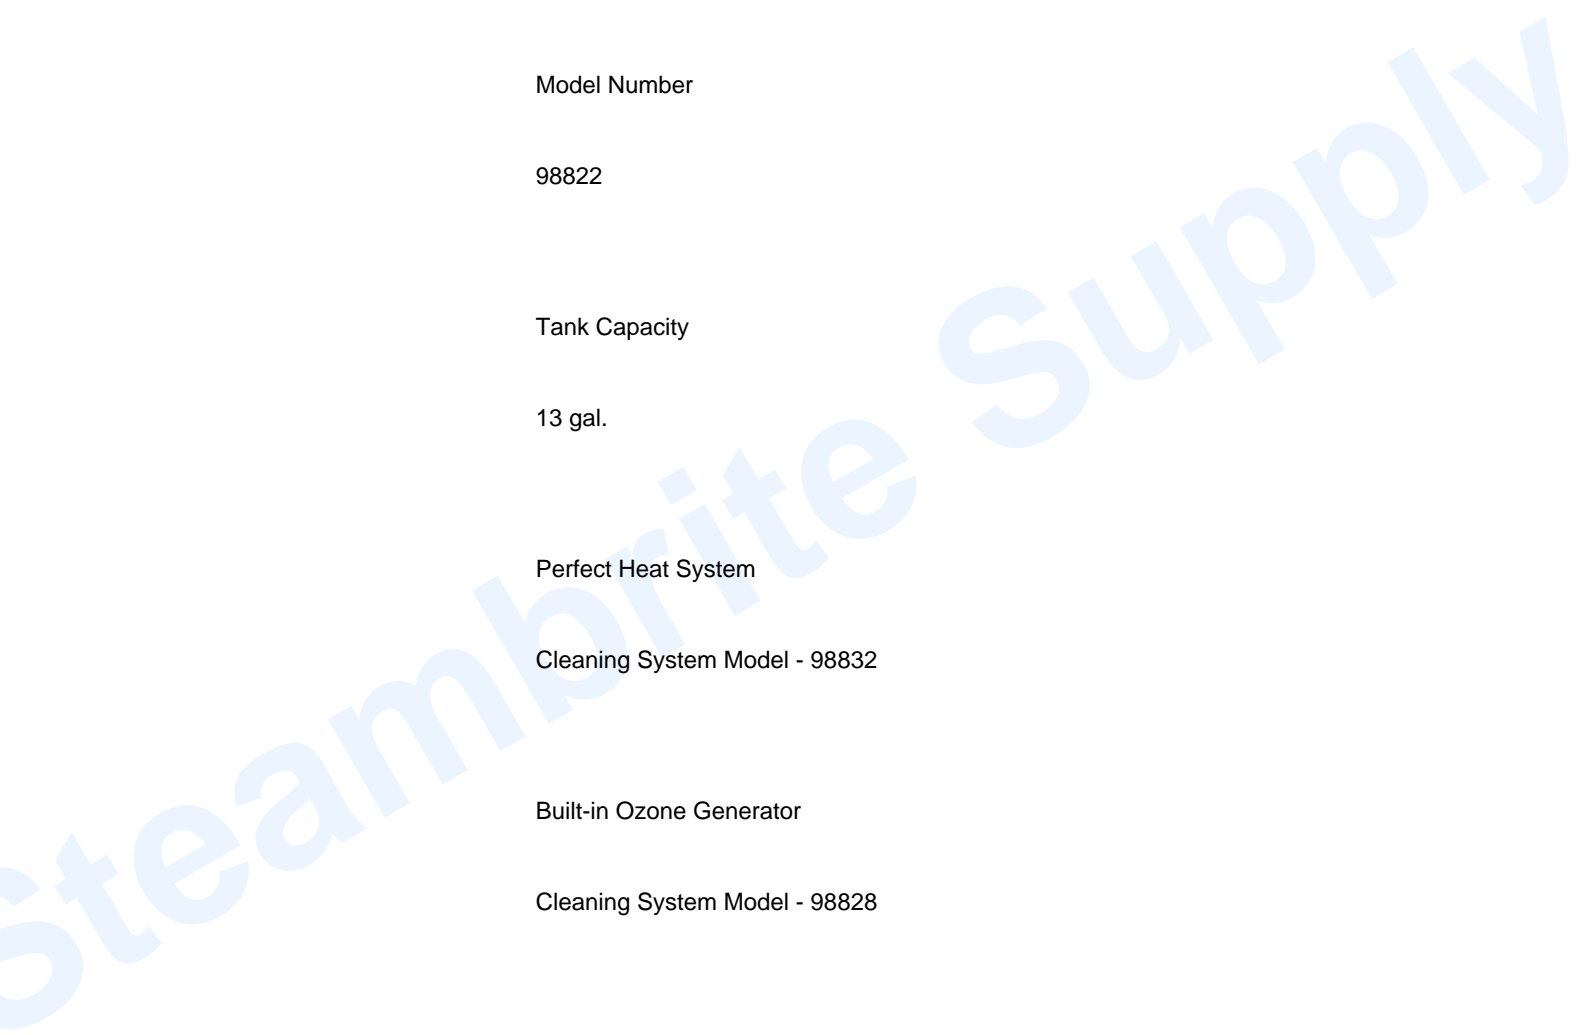 Model Number
98822
Tank Capacity
13 gal.
Perfect Heat System
Cleaning System Model - 98832
Built-in Ozone Generator
Cleaning System Model - 98828
Steambrite Supply